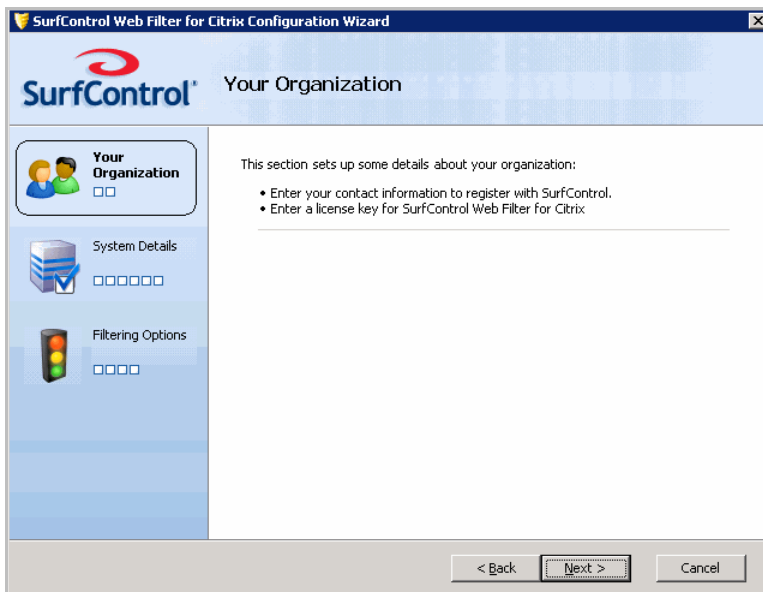 SurfControl Web Filter for Citrix Configuration Wizard
SurfControl
Your Organization
Your
Organization
System Details
Filtering Options
This section sets up some details about your organization:
• Enter your contact information to register with SurfControl.
• Enter a license key for SurfControl Web Filter for Citrix
< Back
Next >
Cancel